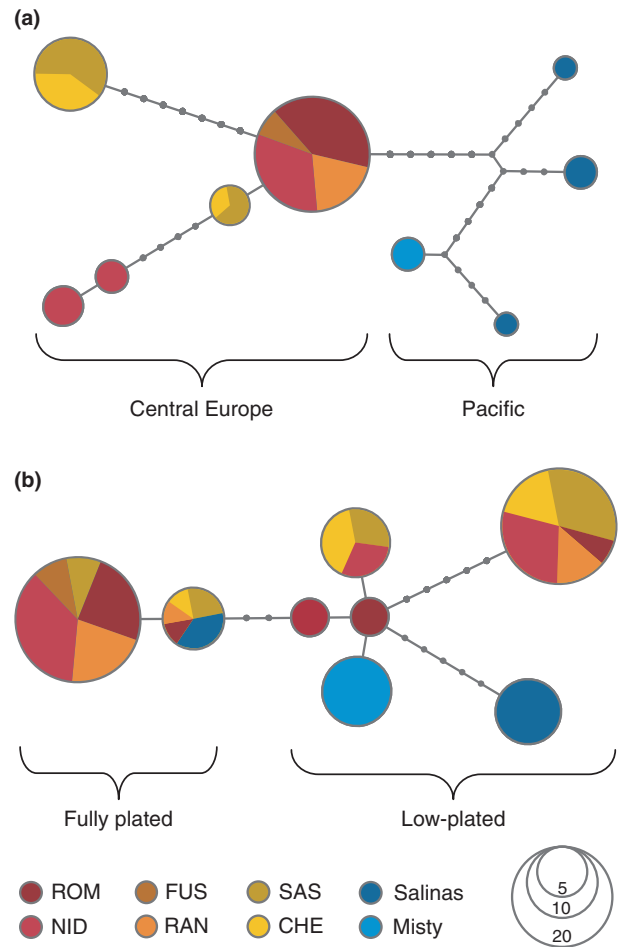 (a)
Central Europe
Pacific
(b)
Fully plated
Low-plated
ROM FUS SAS Salinas
NID RAN CHE Misty
5
10
20